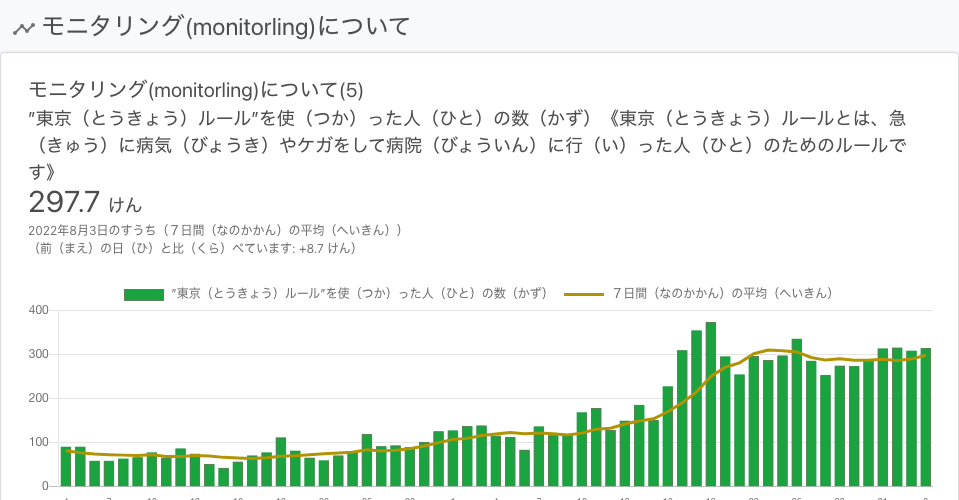 モニタリング(monitorling)について
モニタリング(monitorling)について(5)
”東京（とうきょう）ルール”を使（つか）った人（ひと）の数（かず）《東京（とうきょう）ルールとは、急
（きゅう）に病気（びょうき）やケガをして病院（びょういん）に行（い）った人（ひと）のためのルールで
す》
297.7 けん
2022年8月3日のすうち（７日間（なのかかん）の平均（へいきん））
（前（まえ）の日（ひ）と比（くら）べています: +8.7 けん）
”東京（とうきょう）ルール”を使（つか）った人（ひと）の数（かず） ７日間（なのかかん）の平均（へいきん）
400
300
200
100
0